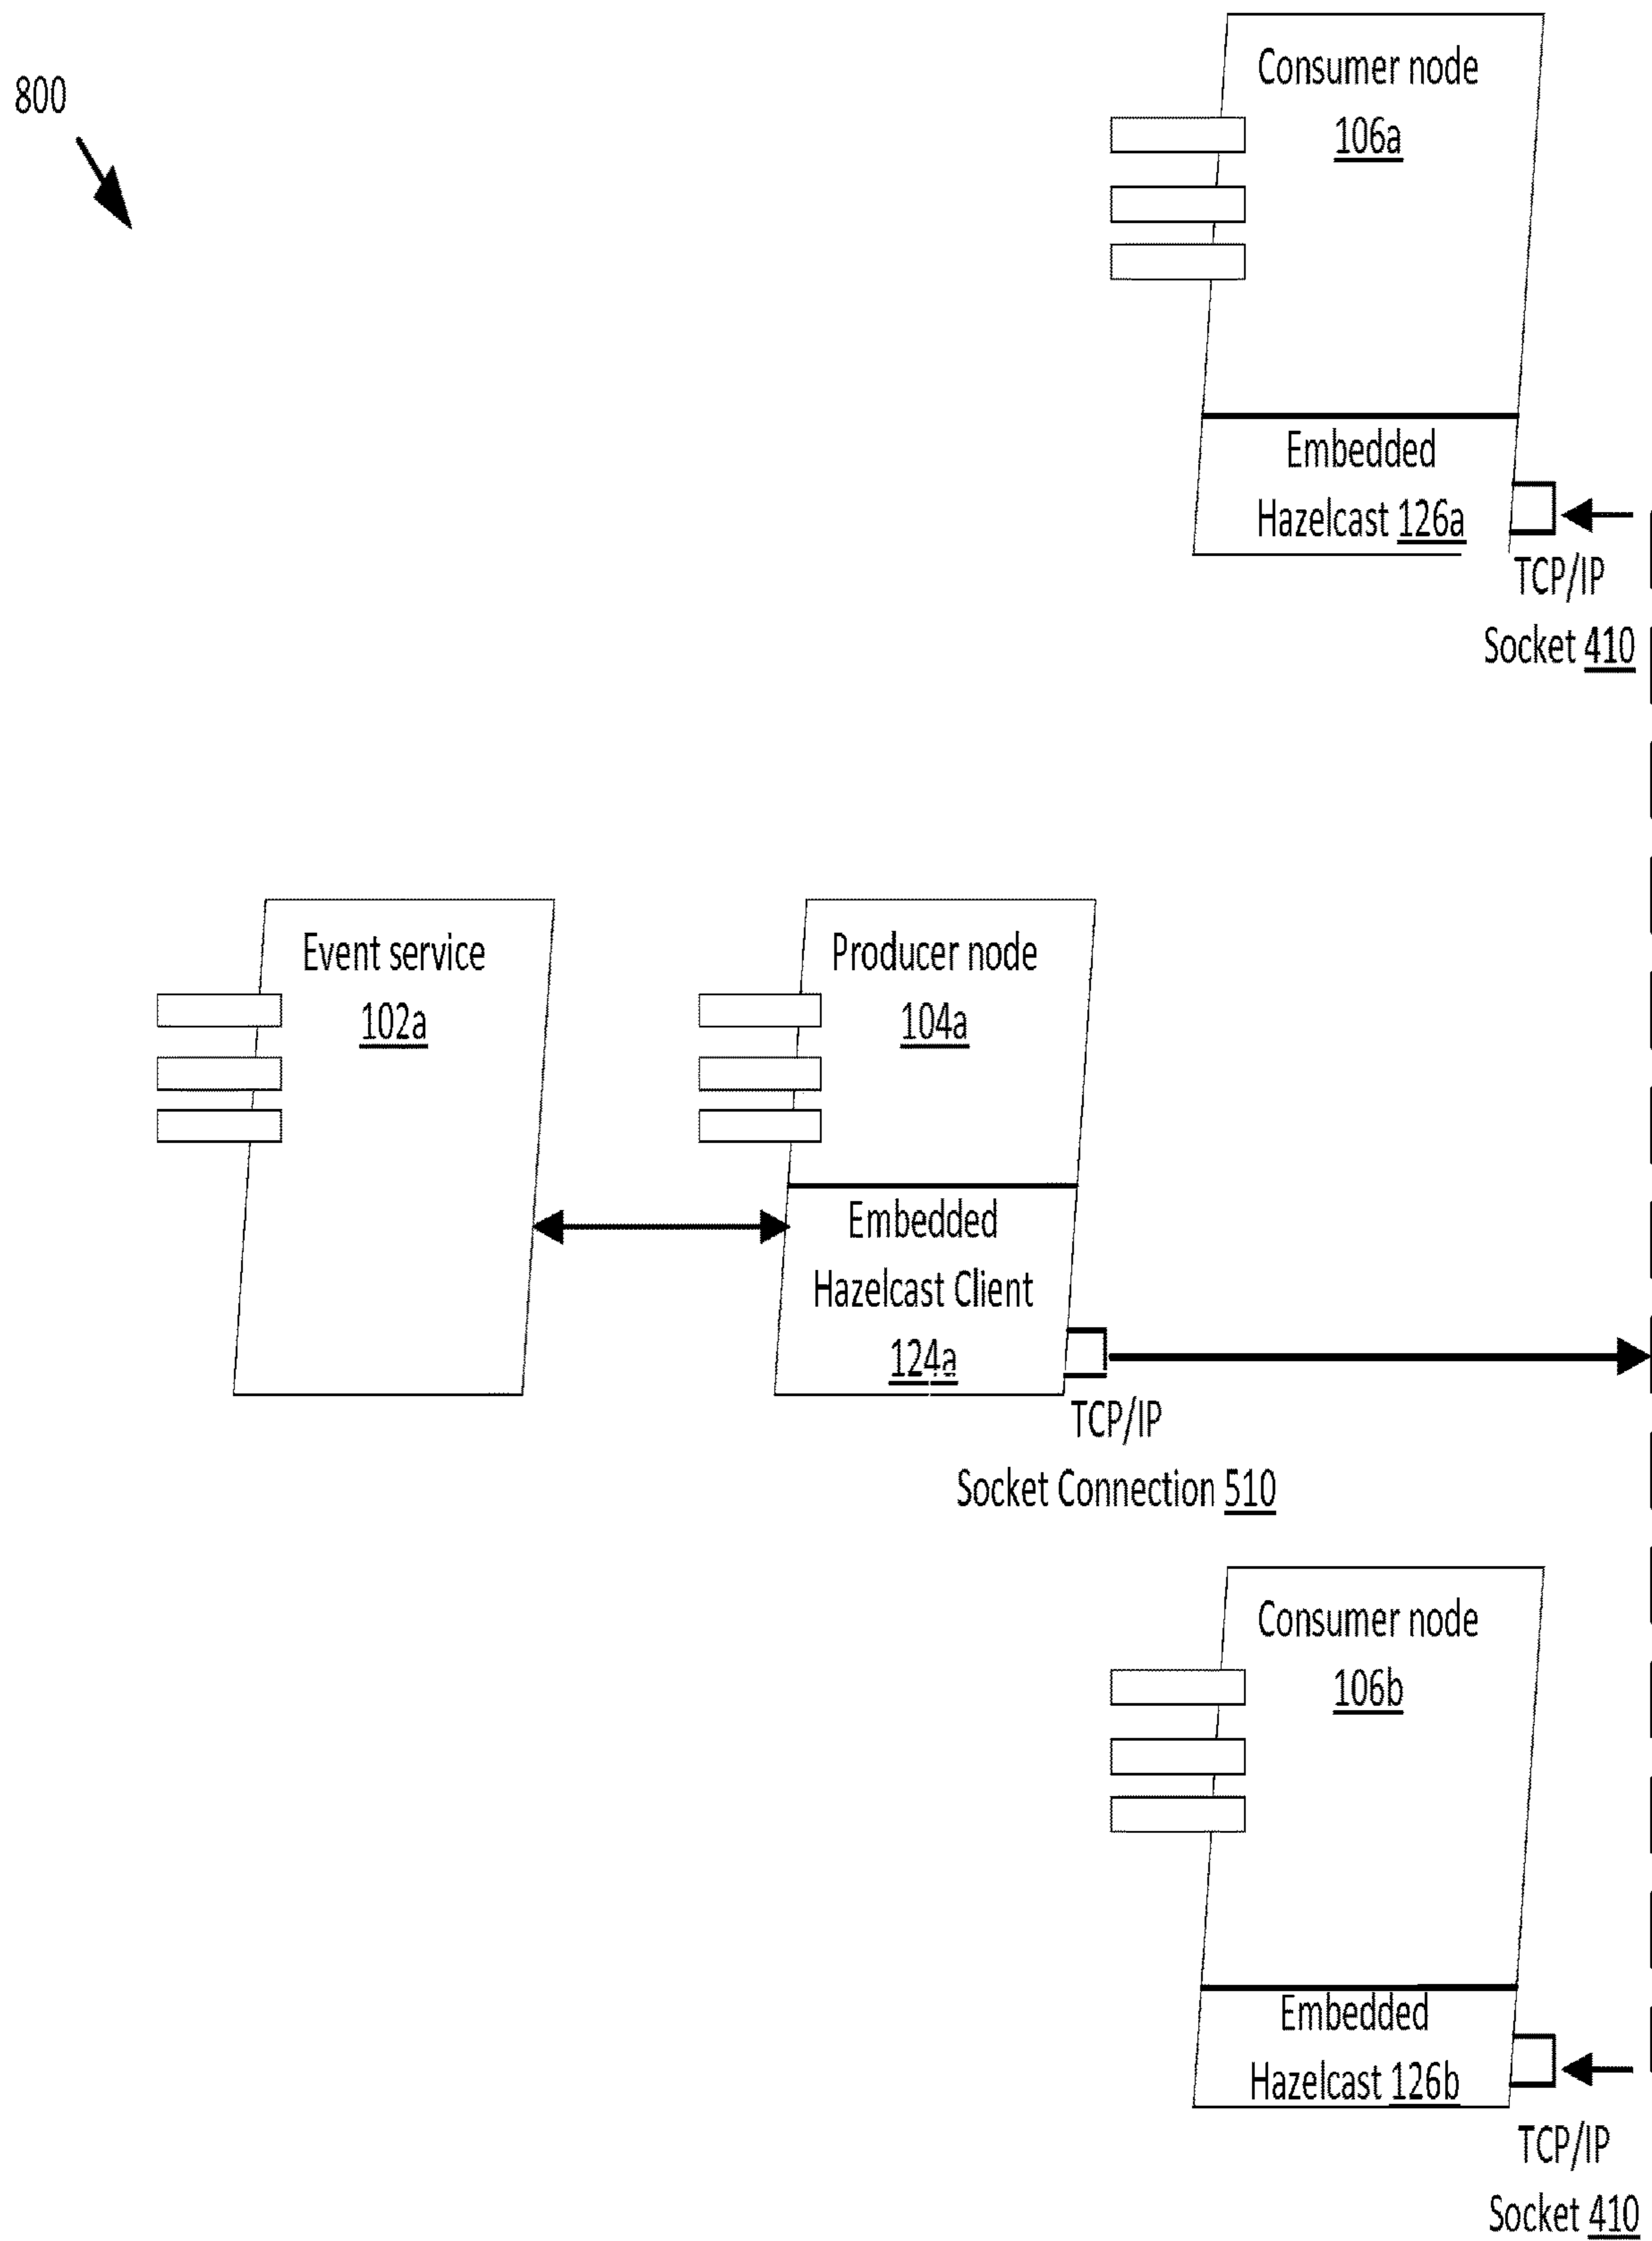 800
Consumer node
106a
Embedded
Hazelcast 126a
TCP/IP
Socket 410
Event service
102a
Producer node
104a
Embedded
Hazelcast Client
124a
TCP/IP
Socket Connection 510
Consumer node
106b
Embedded
Hazelcast 126b
TCP/IP
Socket 410